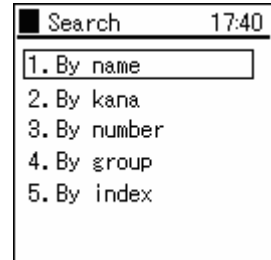 Search 17:40
1. By name
2. By kana
3. By number
4. By group
5. By index